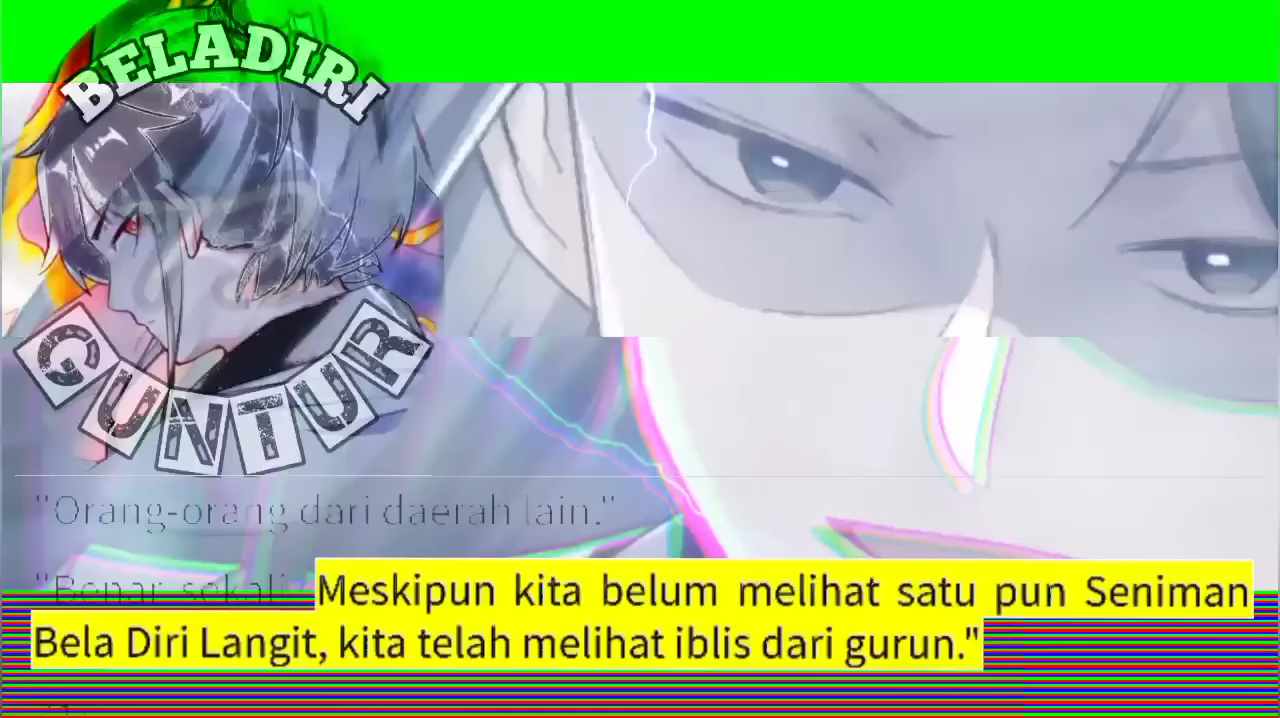 BELADIRI
GUNTUR
"Orang-orang dari daerah lain."
"Benar sekali. Meskipun kita belum melihat satu pun Seniman
Bela Diri Langit, kita telah melihat iblis dari gurun."